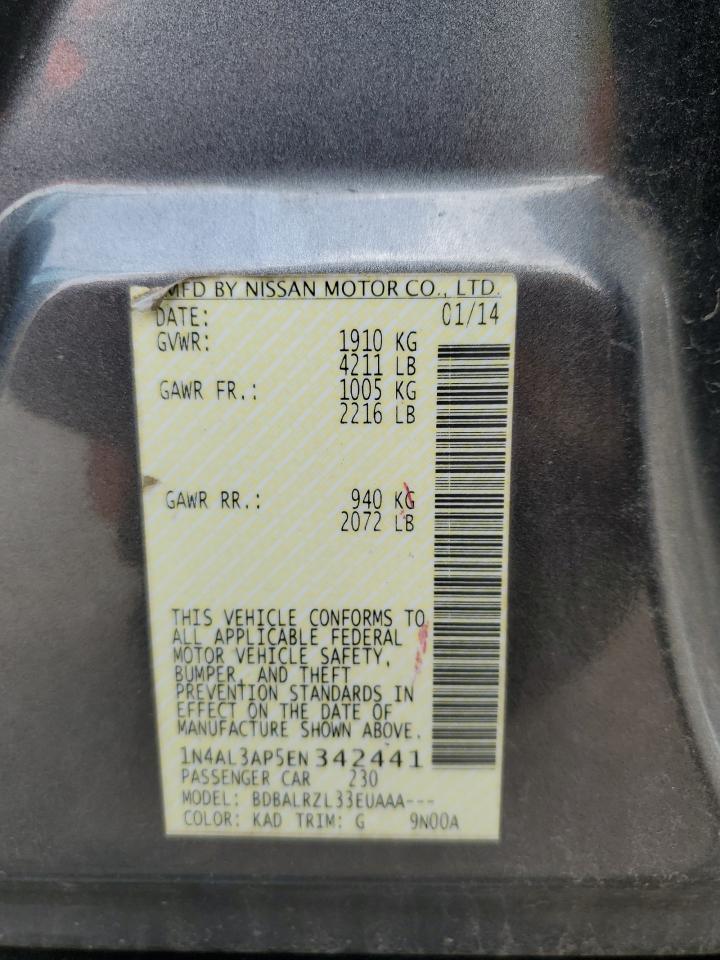 MFD BY NISSAN MOTOR CO., LTD.
DATE: 01/14
GVWR: 1910 KG
4211 LB
GAWR FR.: 1005 KG
2216 LB
GAWR RR.: 940 KG
2072 LB
THIS VEHICLE CONFORMS TO
ALL APPLICABLE FEDERAL
MOTOR VEHICLE SAFETY,
BUMPER, AND THEFT
PREVENTION STANDARDS IN
EFFECT ON THE DATE OF
MANUFACTURE SHOWN ABOVE.
1N4AL3AP5EN342441
PASSENGER CAR 230
MODEL: BDBALRZL33EUAAA---
COLOR: KAD TRIM: G 9N00A